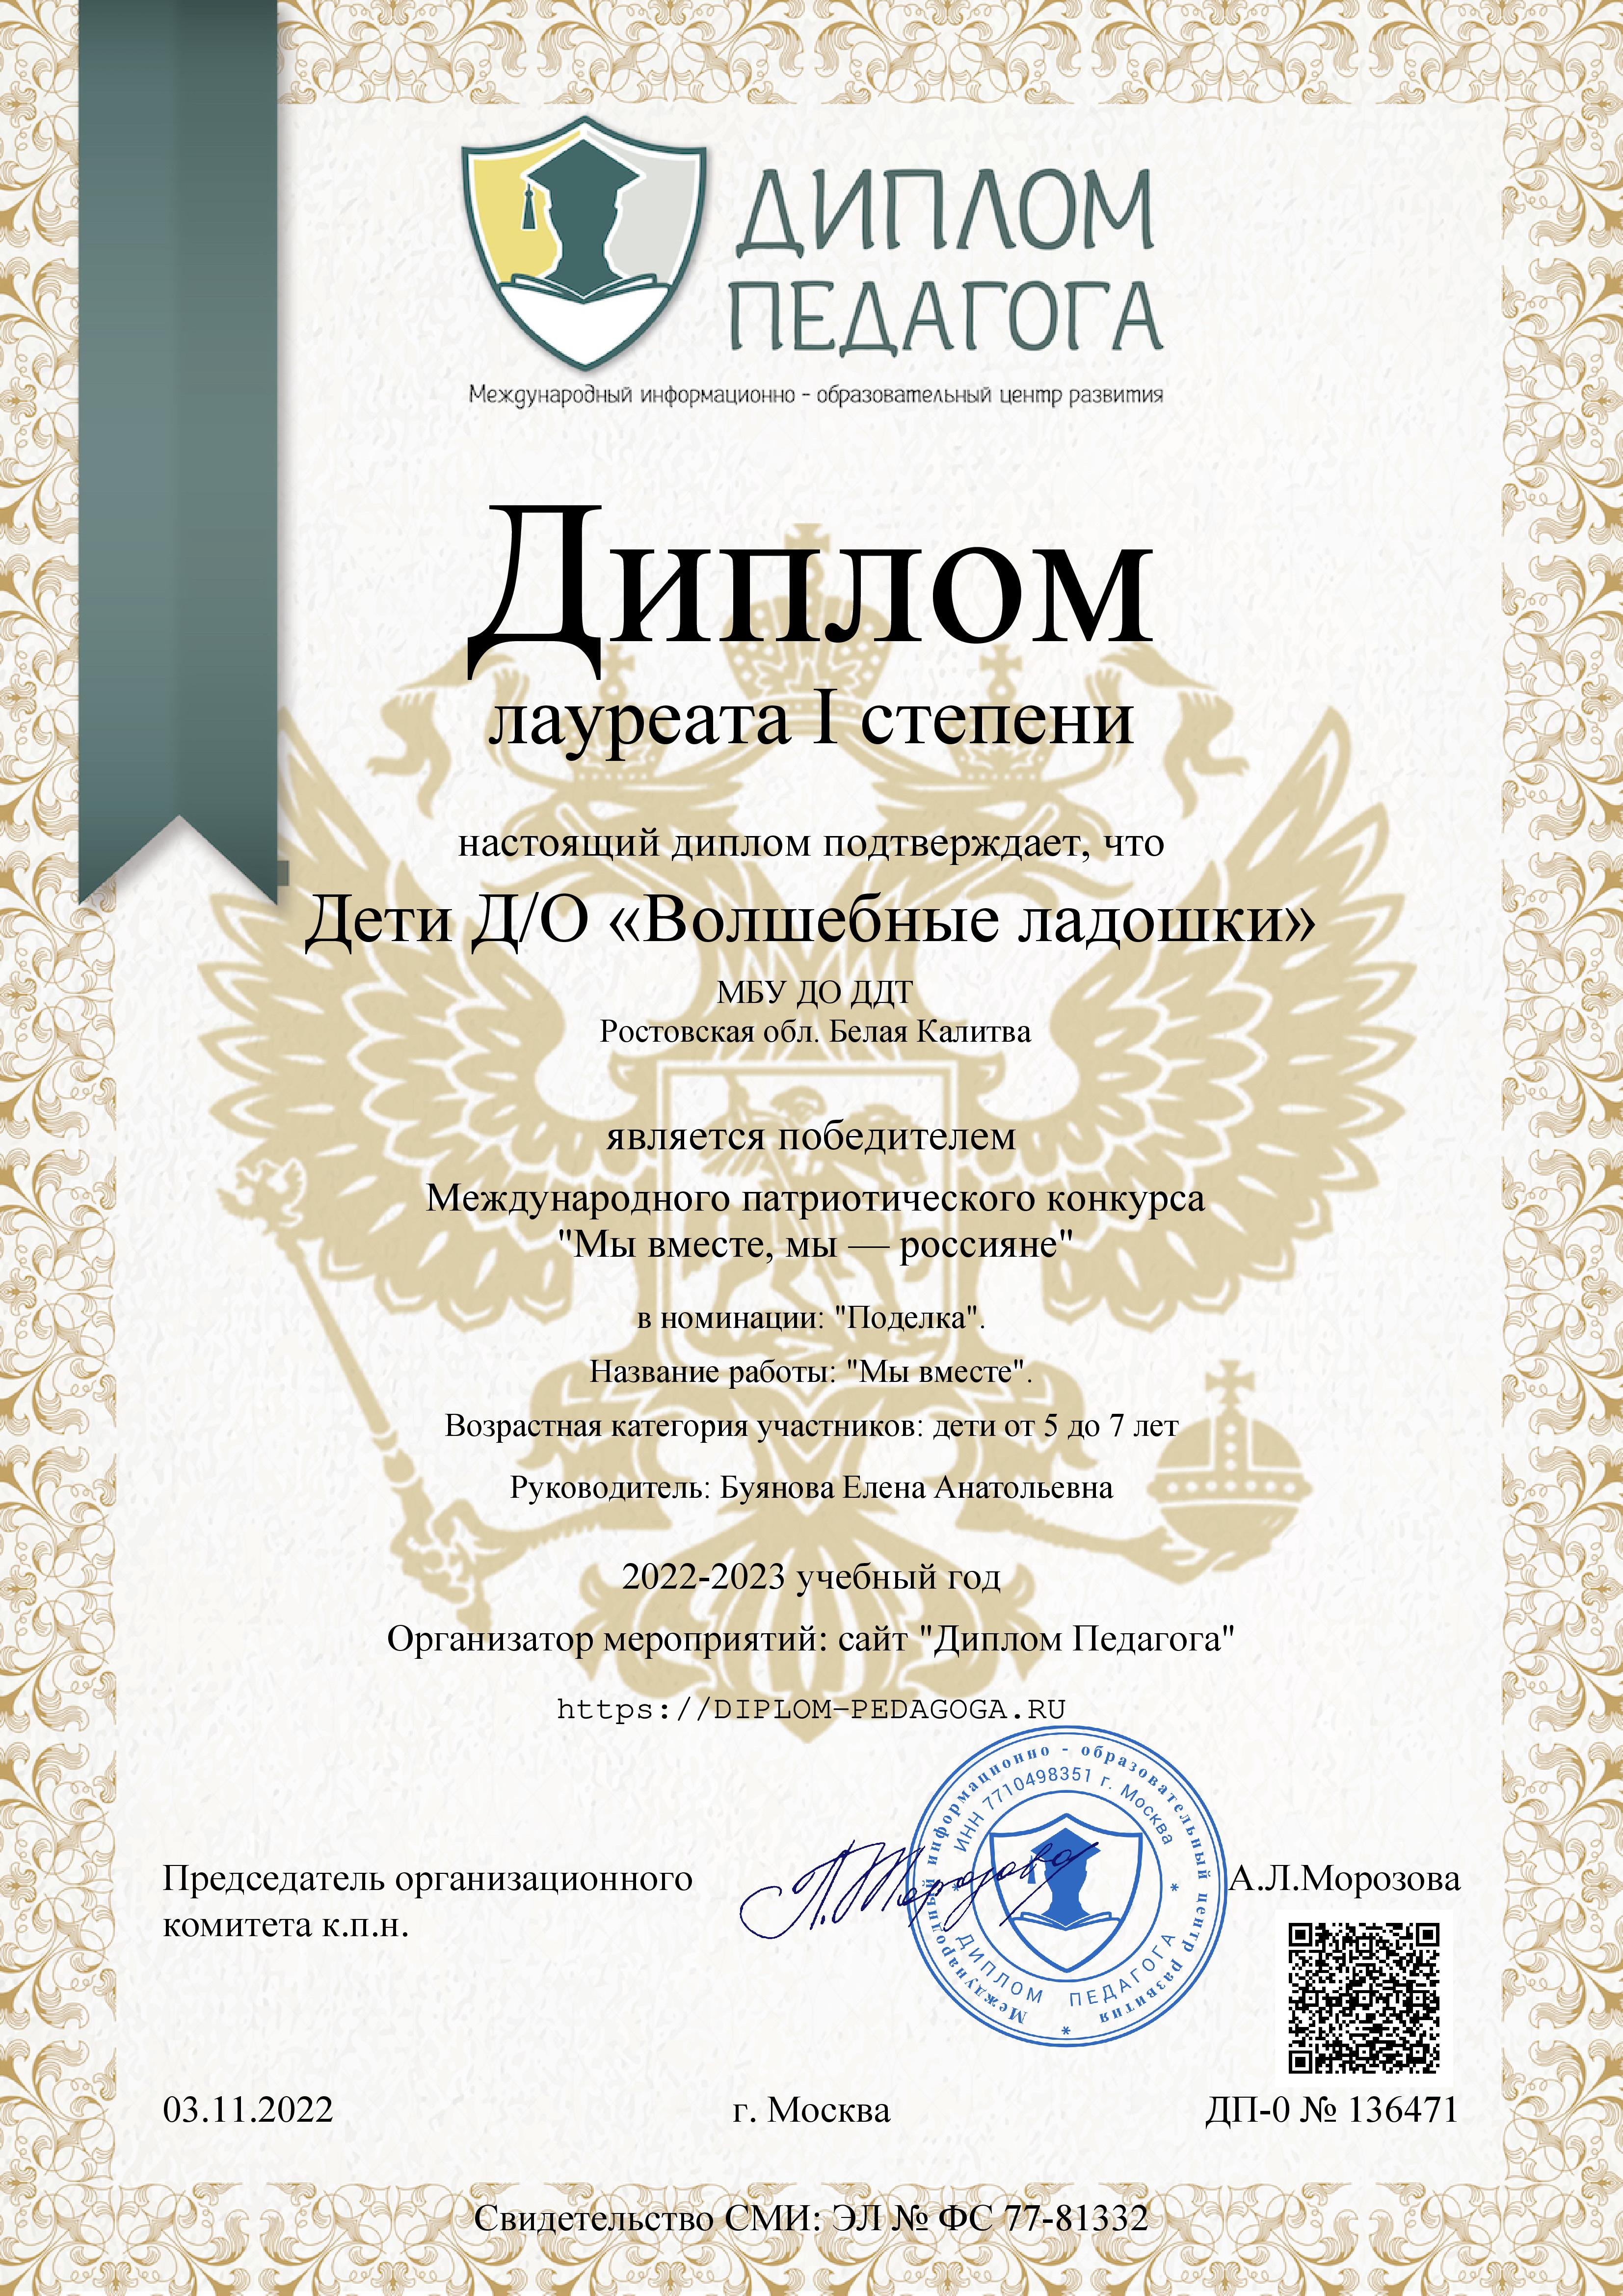 ДИПЛОМ
ПЕДАГОГА
Международный информационно - образовательный центр развития
Диплом
лауреата I степени
настоящий диплом подтверждает, что
Дети Д/О «Волшебные ладошки»
МБУ ДО ДДТ
Ростовская обл. Белая Калитва
является победителем
Международного патриотического конкурса
"Мы вместе, мы — россияне"
в номинации: "Поделка".
Название работы: "Мы вместе".
Возрастная категория участников: дети от 5 до 7 лет
Руководитель: Буянова Елена Анатольевна
2022-2023 учебный год
Организатор мероприятий: сайт "Диплом Педагога"
https://DIPLOM-PEDAGOGA.RU
Председатель организационного
комитета к.п.н.
А.Л.Морозова
Международный информационно - образовательный центр развития
* ИНН 7710498351 г. Москва *
ДИПЛОМ ПЕДАГОГА
03.11.2022
г. Москва
ДП-0 № 136471
Свидетельство СМИ: ЭЛ № ФС 77-81332